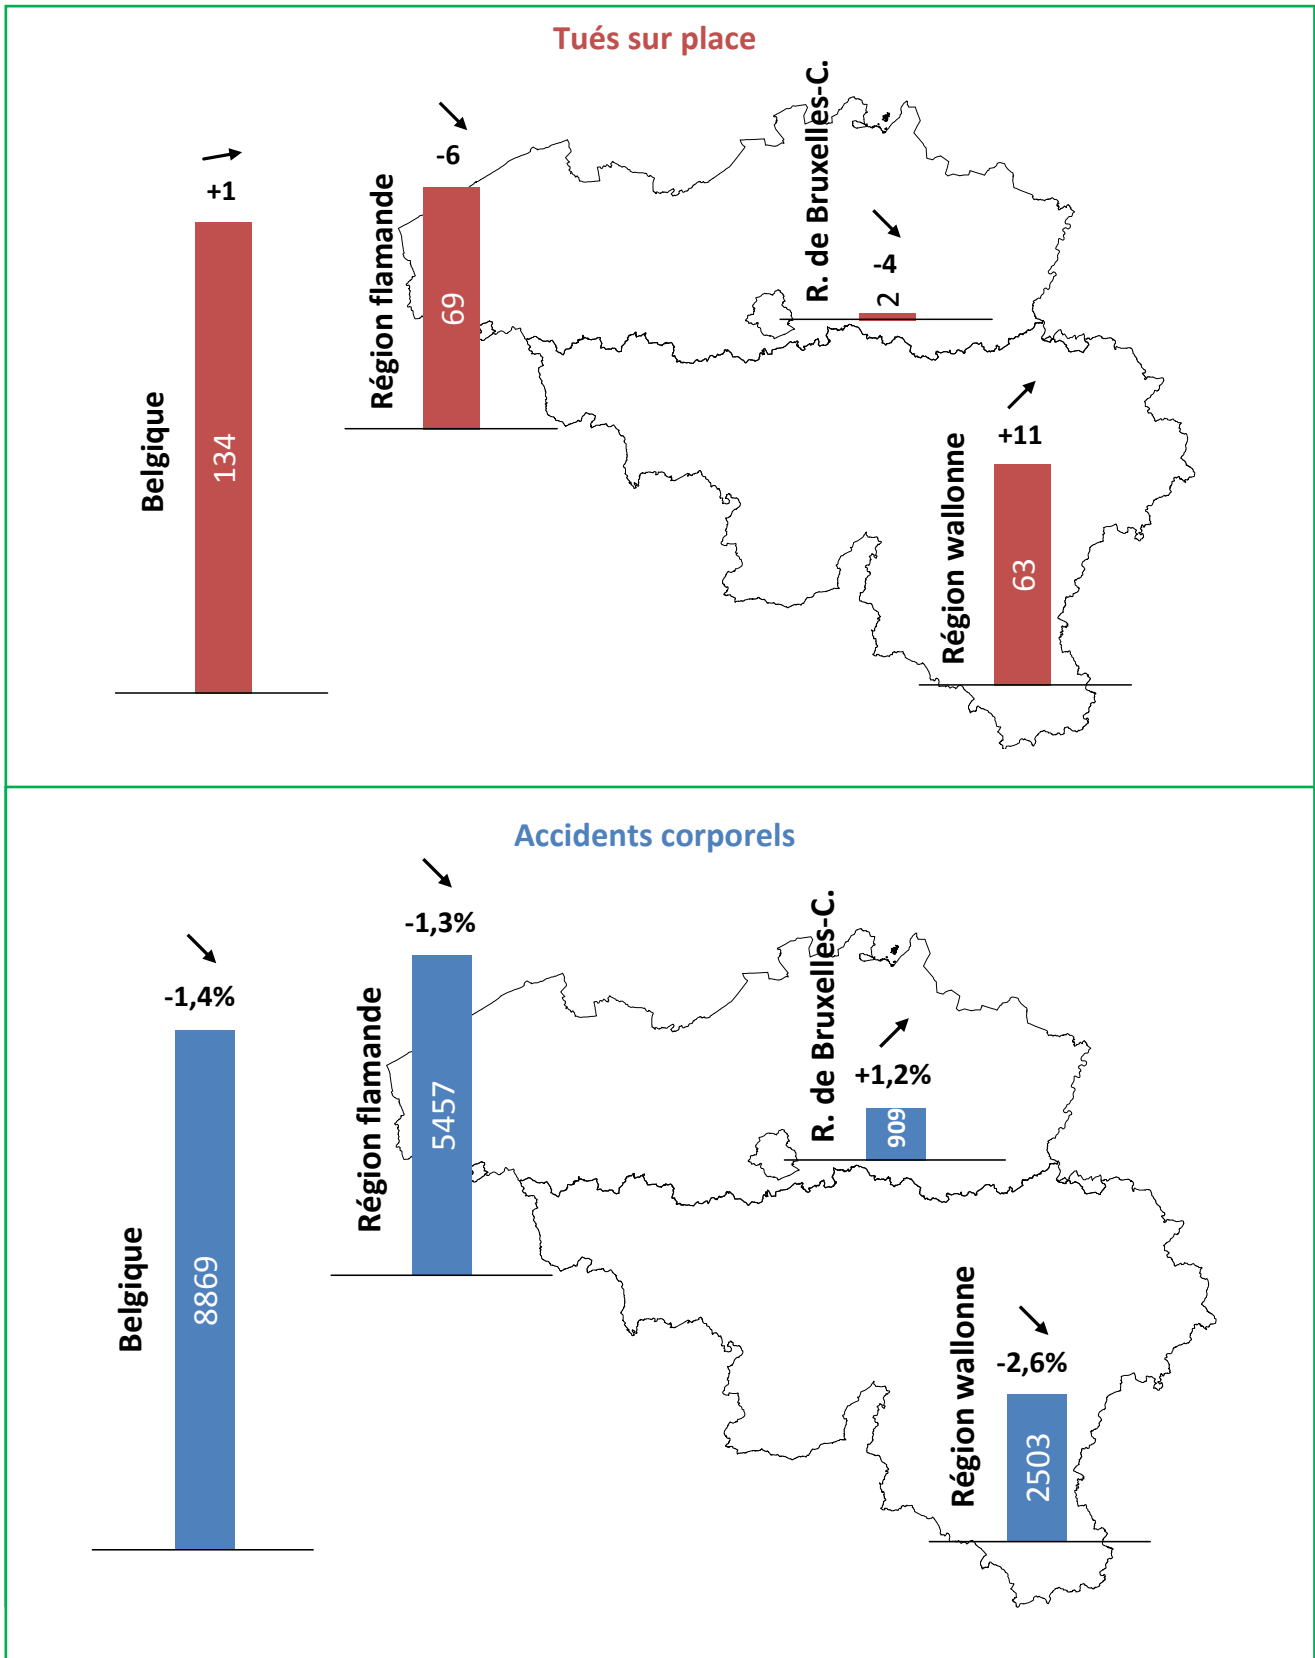 Tués sur place
Belgique
+1
134
Région flamande
-6
69
R. de Bruxelles-C.
-4
2
Région wallonne
+11
63
Accidents corporels
Belgique
-1,4%
8869
Région flamande
-1,3%
5457
R. de Bruxelles-C.
+1,2%
909
Région wallonne
-2,6%
2503